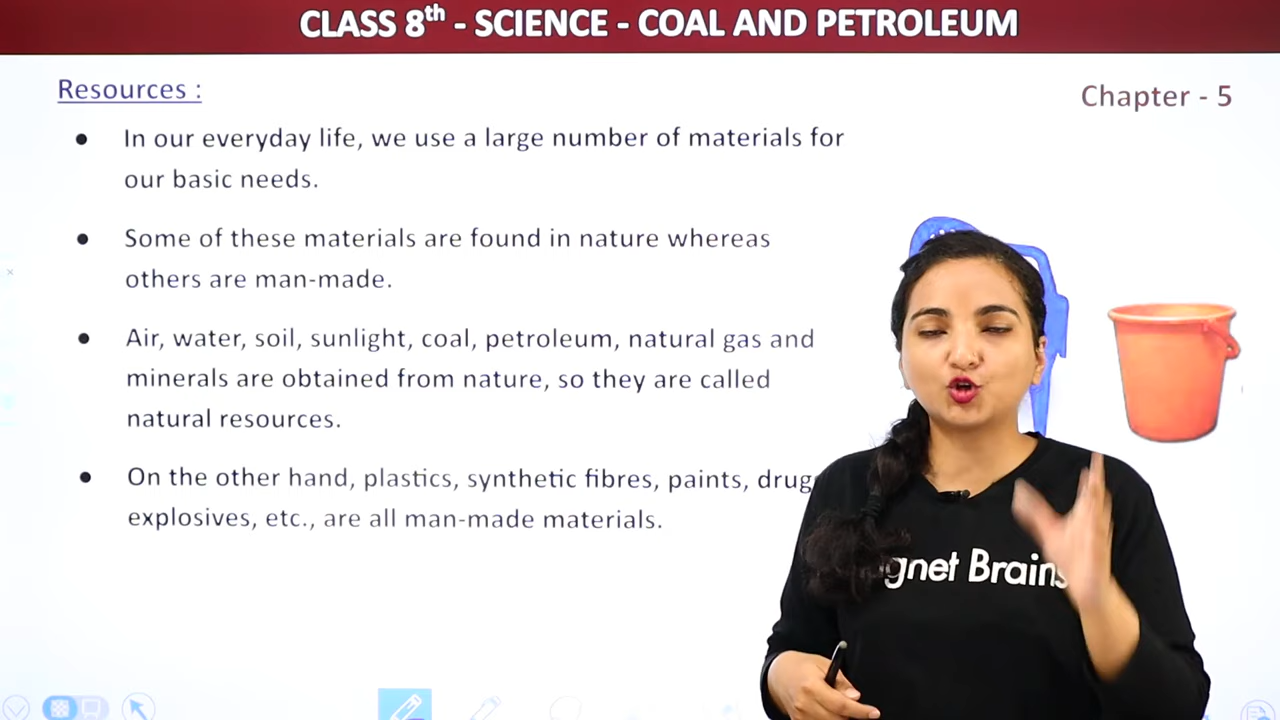 CLASS 8th - SCIENCE - COAL AND PETROLEUM
Resources :
Chapter - 5
● In our everyday life, we use a large number of materials for
our basic needs.
● Some of these materials are found in nature whereas
others are man-made.
● Air, water, soil, sunlight, coal, petroleum, natural gas and
minerals are obtained from nature, so they are called
natural resources.
● On the other hand, plastics, synthetic fibres, paints,
explosives, etc., are all man-made materials.
Brains